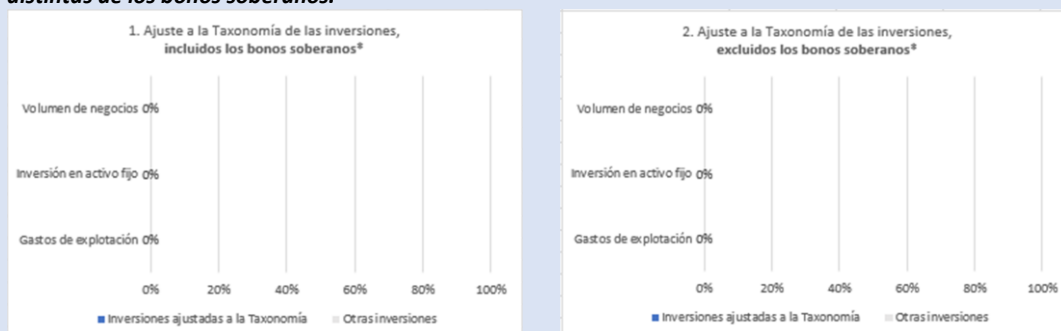 distintas de los bonos soberanos.
1. Ajuste a la Taxonomía de las inversiones,
incluidos los bonos soberanos*
Volumen de negocios 0%
Inversión en activo fijo 0%
Gastos de explotación 0%
0% 20% 40% 60% 80% 100%
Inversiones ajustadas a la Taxonomía Otras inversiones
2. Ajuste a la Taxonomía de las inversiones,
excluidos los bonos soberanos*
Volumen de negocios 0%
Inversión en activo fijo 0%
Gastos de explotación 0%
0% 20% 40% 60% 80% 100%
Inversiones ajustadas a la Taxonomía Otras inversiones